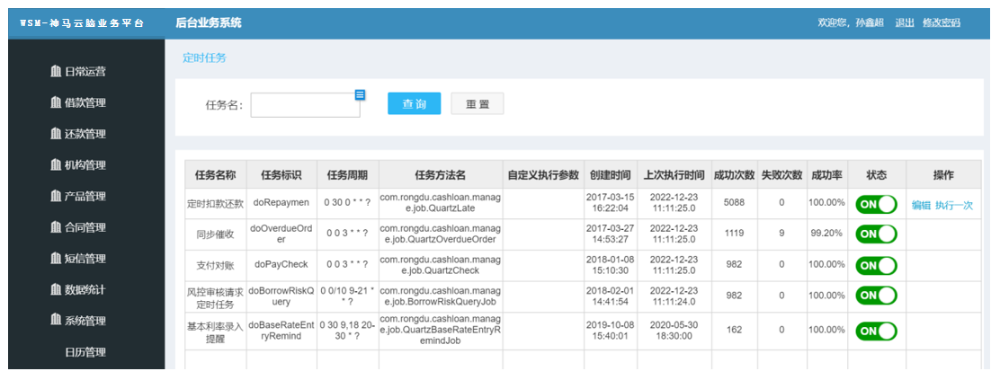 WSM-神马云脑业务平台 后台业务系统 欢迎您, 孙鑫超 退出 修改密码
定时任务
日常运营
借款管理
还款管理
机构管理
产品管理
合同管理
短信管理
数据统计
系统管理
日历管理
任务名: 查询 重置
任务名称 任务标识 任务周期 任务方法名 自定义执行参数 创建时间 上次执行时间 成功次数 失败次数 成功率 状态 操作
定时扣款还款 doRepaymen 0 30 0 * * ? com.rongdu.cashloan.manag 2017-03-15 2022-12-23 5088 0 100.00% ON 编辑 执行一次
e.job.QuartzLate 16:22:04 11:11:25.0
同步催收 doOverdueOrd 0 0 3 * * ? com.rongdu.cashloan.manag 2017-03-27 2022-12-23 1119 9 99.20% ON
er e.job.QuartzOverdueOrder 14:53:27 11:11:25.0
支付对账 doPayCheck 0 0 3 * * ? com.rongdu.cashloan.manag 2018-01-08 2022-12-23 982 0 100.00% ON
e.job.QuartzCheck 15:10:30 11:11:25.0
风控审核请求 doBorrowRiskQ 0 0/10 9-21 * com.rongdu.cashloan.manag 2018-02-01 2022-12-23 982 0 100.00% ON
定时任务 uery * ? e.job.BorrowRiskQueryJob 14:41:54 11:11:24.0
基本利率录入 doBaseRateEnt 0 30 9,18 20- com.rongdu.cashloan.manag 2019-10-08 2020-05-30 162 0 100.00% ON
提醒 ryRemind 30 * ? e.job.QuartzBaseRateEntryR 15:40:01 18:30:00
emindJob